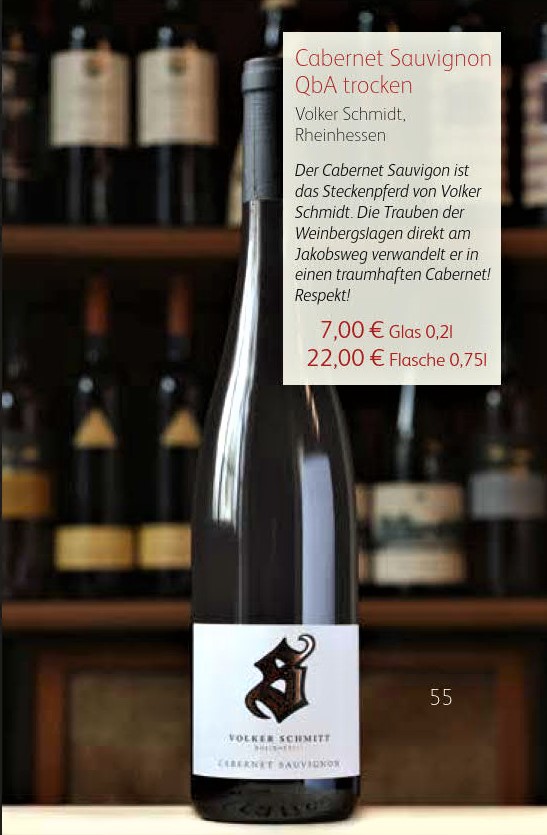 Cabernet Sauvignon
QbA trocken
Volker Schmidt,
Rheinhessen
Der Cabernet Sauvigon ist
das Steckenpferd von Volker
Schmidt. Die Trauben der
Weinbergslagen direkt am
Jakobsweg verwandelt er in
einen traumhaften Cabernet!
Respekt!
7,00 € Glas 0,2l
22,00 € Flasche 0,75l
55
S
VOLKER SCHMITT
RHEINHESSEN
CABERNET SAUVIGNON